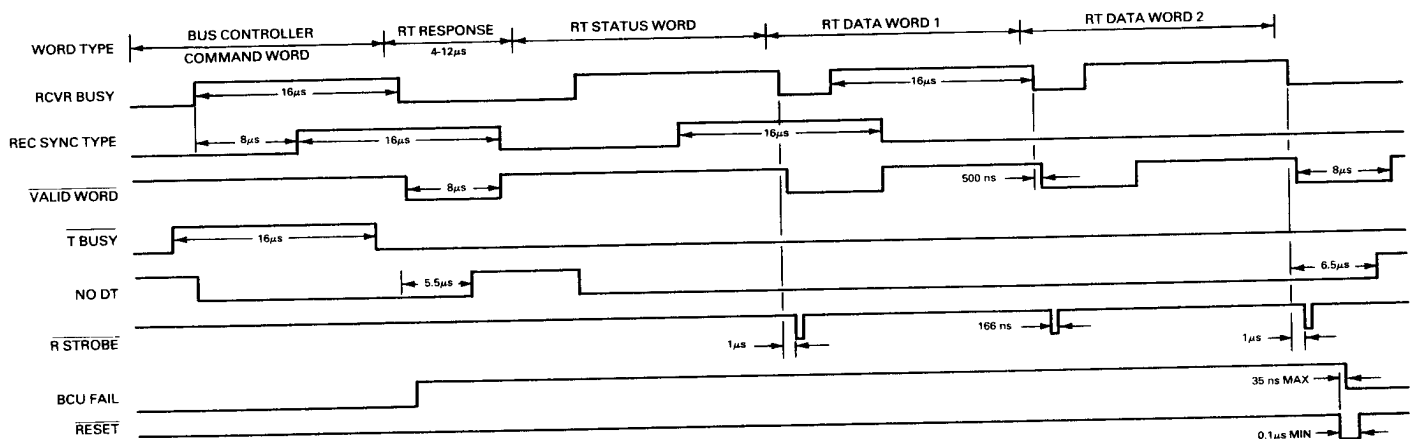 WORD TYPE
BUS CONTROLLER
COMMAND WORD
RT RESPONSE
4-12µs
RT STATUS WORD
RT DATA WORD 1
RT DATA WORD 2
RCVR BUSY
16µs
16µs
REC SYNC TYPE
8µs
16µs
16µs
VALID WORD
8µs
500 ns
8µs
T BUSY
16µs
NO DT
5.5µs
6.5µs
R STROBE
1µs
166 ns
1µs
BCU FAIL
35 ns MAX
RESET
0.1µs MIN